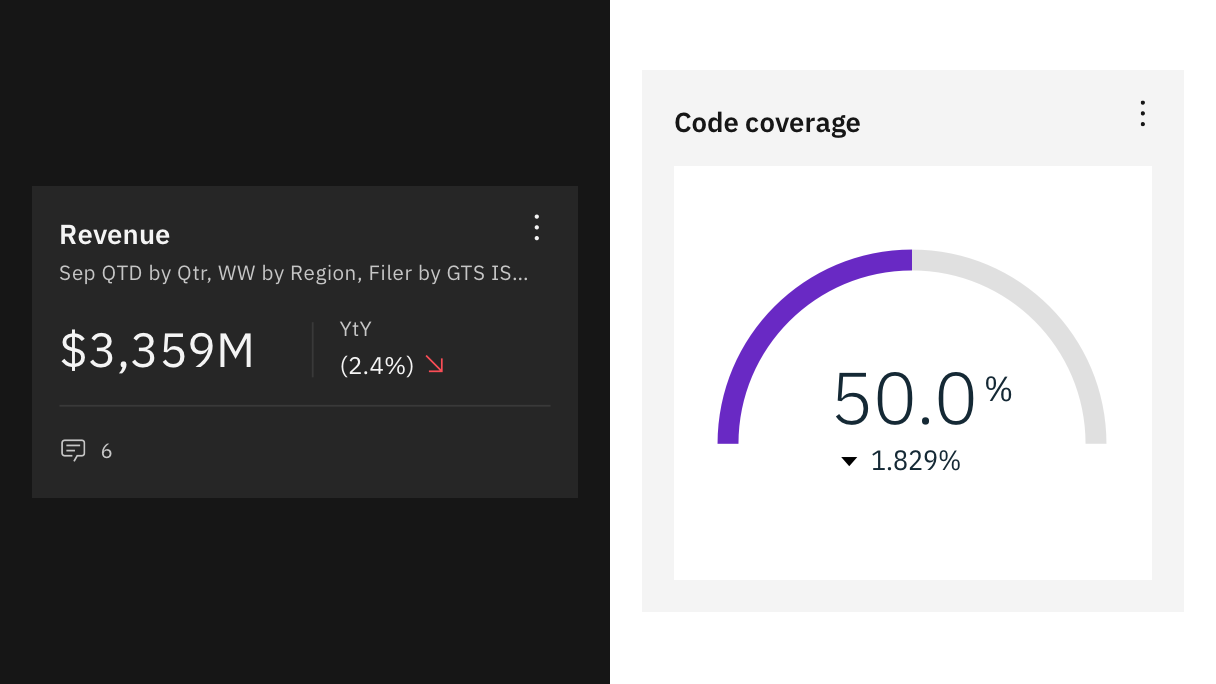 Revenue
Sep QTD by Qtr, WW by Region, Filer by GTS IS...
$3,359M
YtY
(2.4%)
6
Code coverage
50.0 %
1.829%